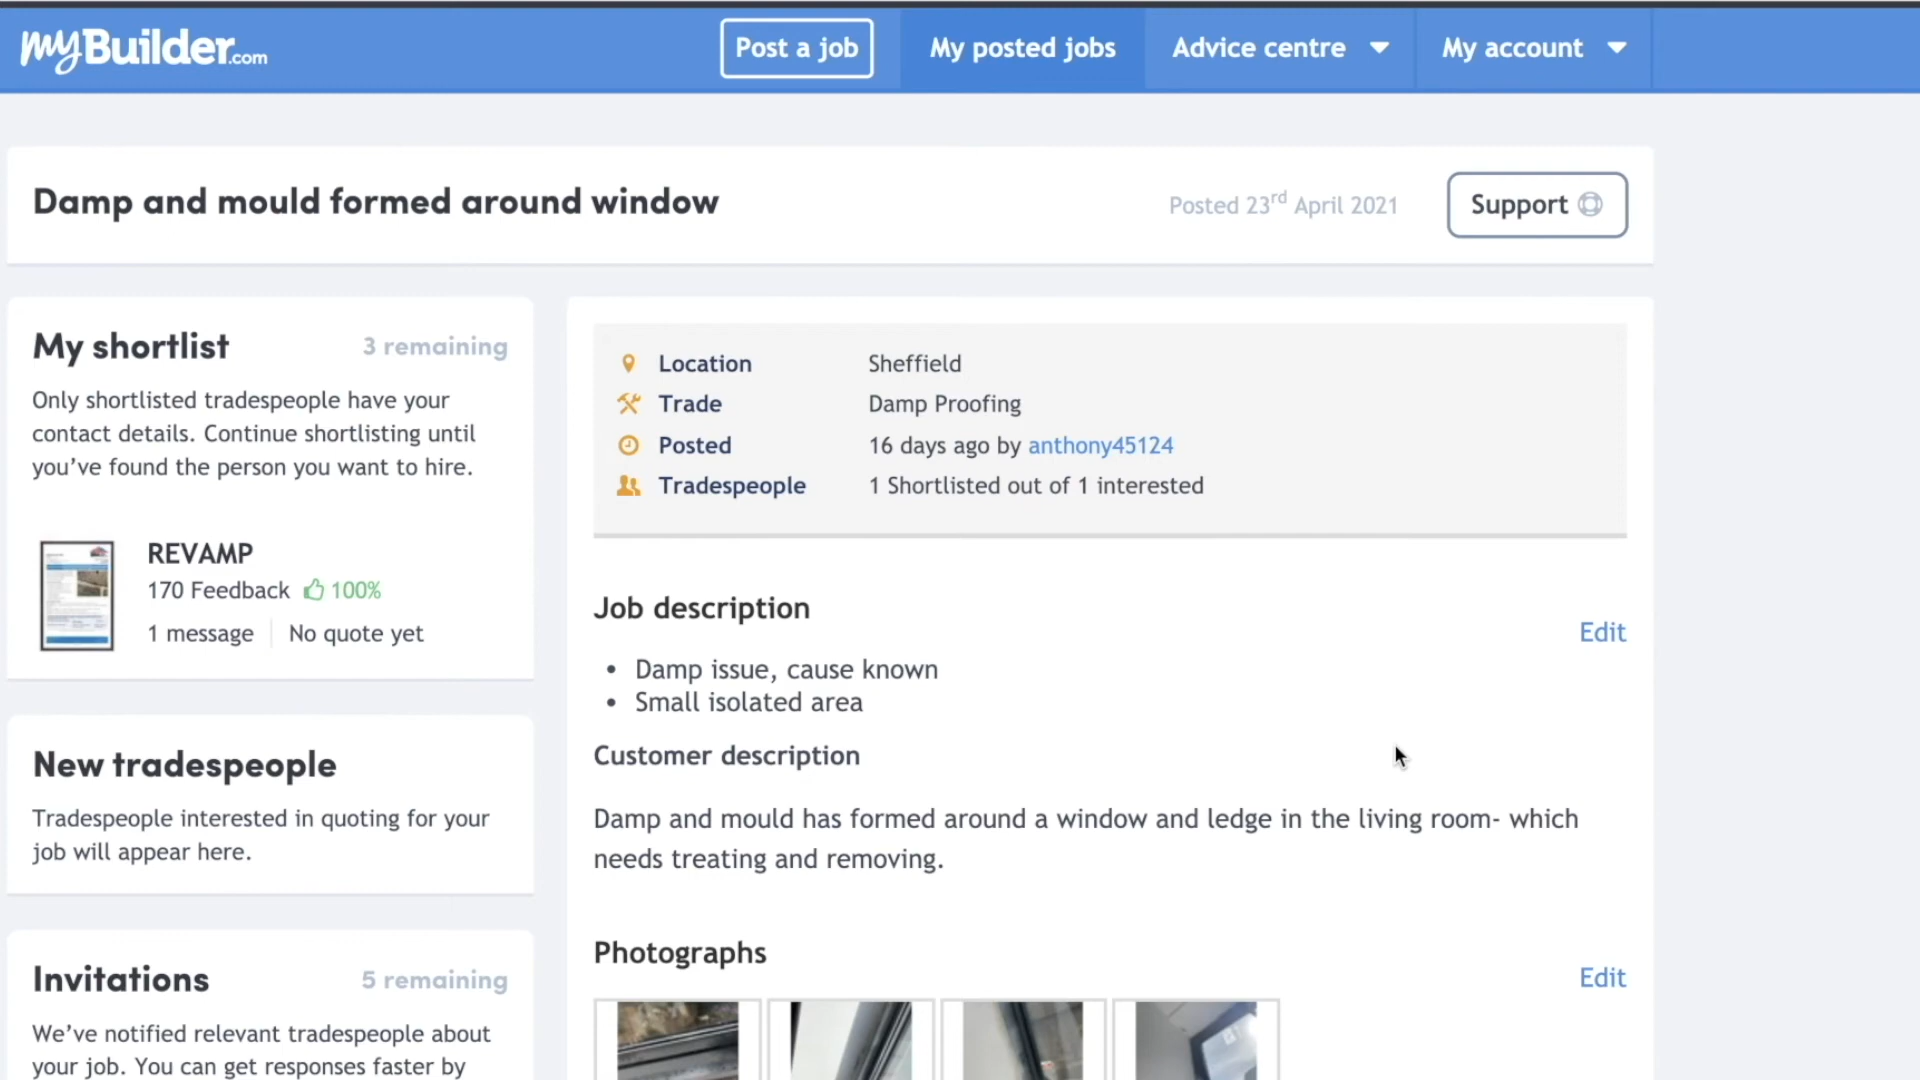 myBuilder.com
Post a job
My posted jobs
Advice centre
My account
Damp and mould formed around window
Posted 23rd April 2021
Support
My shortlist
3 remaining
Only shortlisted tradespeople have your
contact details. Continue shortlisting until
you've found the person you want to hire.
REVAMP
170 Feedback 100%
1 message
No quote yet
New tradespeople
Tradespeople interested in quoting for your
job will appear here.
Invitations
5 remaining
We've notified relevant tradespeople about
your job. You can get responses faster by
Location Sheffield
Trade Damp Proofing
Posted 16 days ago by anthony45124
Tradespeople 1 Shortlisted out of 1 interested
Job description
Edit
• Damp issue, cause known
• Small isolated area
Customer description
Damp and mould has formed around a window and ledge in the living room- which
needs treating and removing.
Photographs
Edit